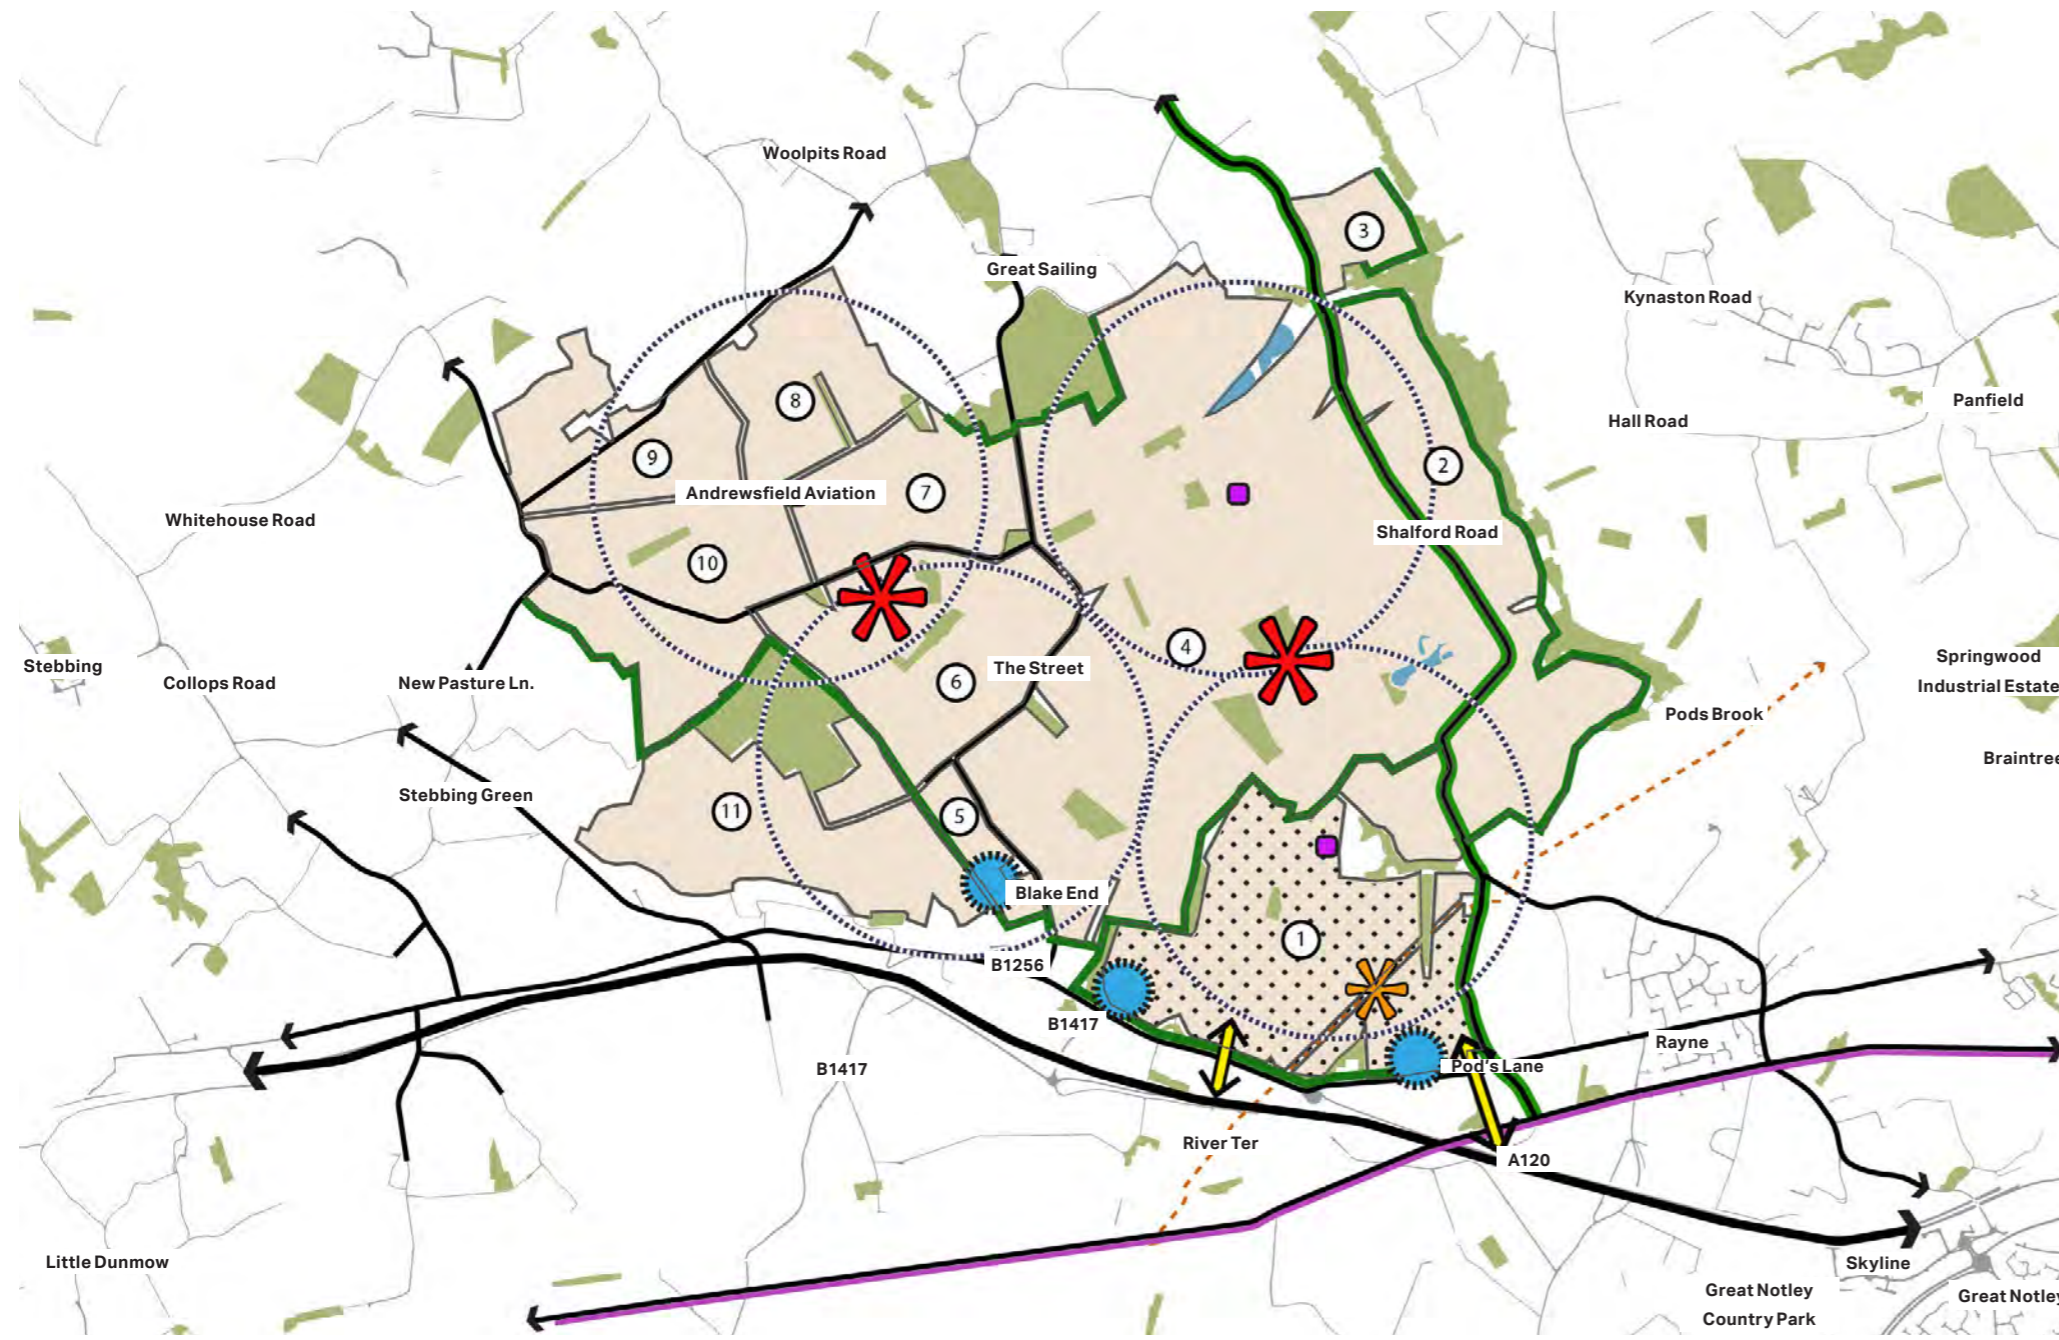 Woolpits Road
3
Great Sailing
Kynaston Road
8
Panfield
Hall Road
9
2
Andrewsfield Aviation
7
Whitehouse Road
Shalford Road
10
4
Stebbing
The Street
Springwood
Industrial Estate
Collops Road
New Pasture Ln.
6
Pods Brook
Braintree
Stebbing Green
11
5
Blake End
1
B1256
B1417
Rayne
B1417
Pod's Lane
River Ter
A120
Little Dunmow
Skyline
Great Notley
Country Park
Great Notley